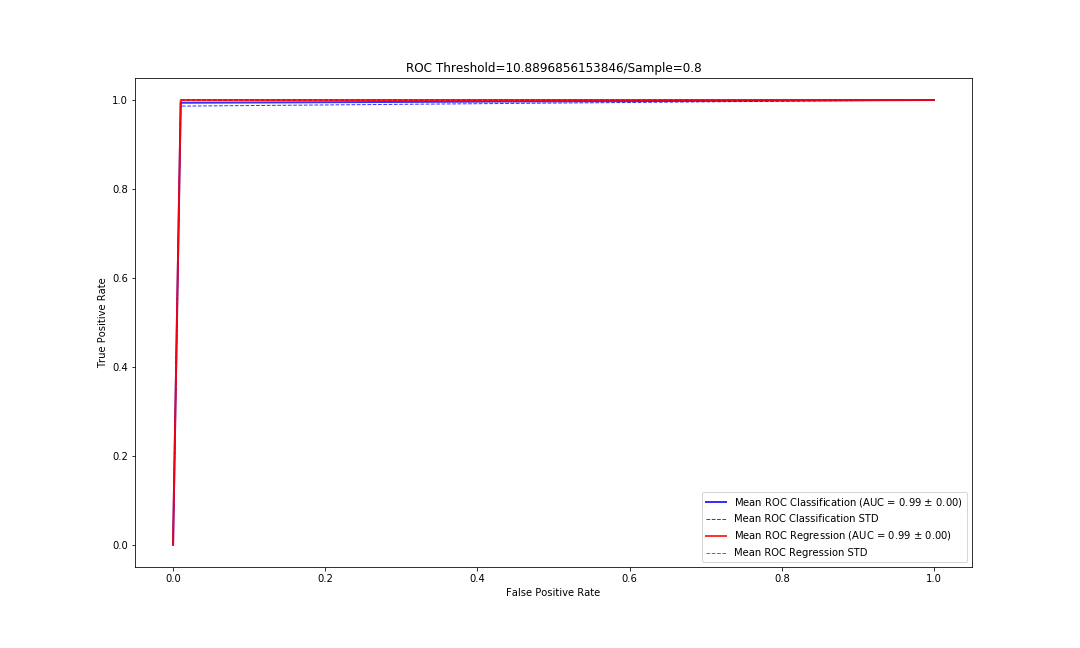 ROC Threshold=10.8896856153846/Sample=0.8
True Positive Rate
1.0
0.8
0.6
0.4
0.2
0.0
Mean ROC Classification (AUC = 0.99 ± 0.00)
Mean ROC Classification STD
Mean ROC Regression (AUC = 0.99 ± 0.00)
Mean ROC Regression STD
0.0 0.2 0.4 0.6 0.8 1.0
False Positive Rate